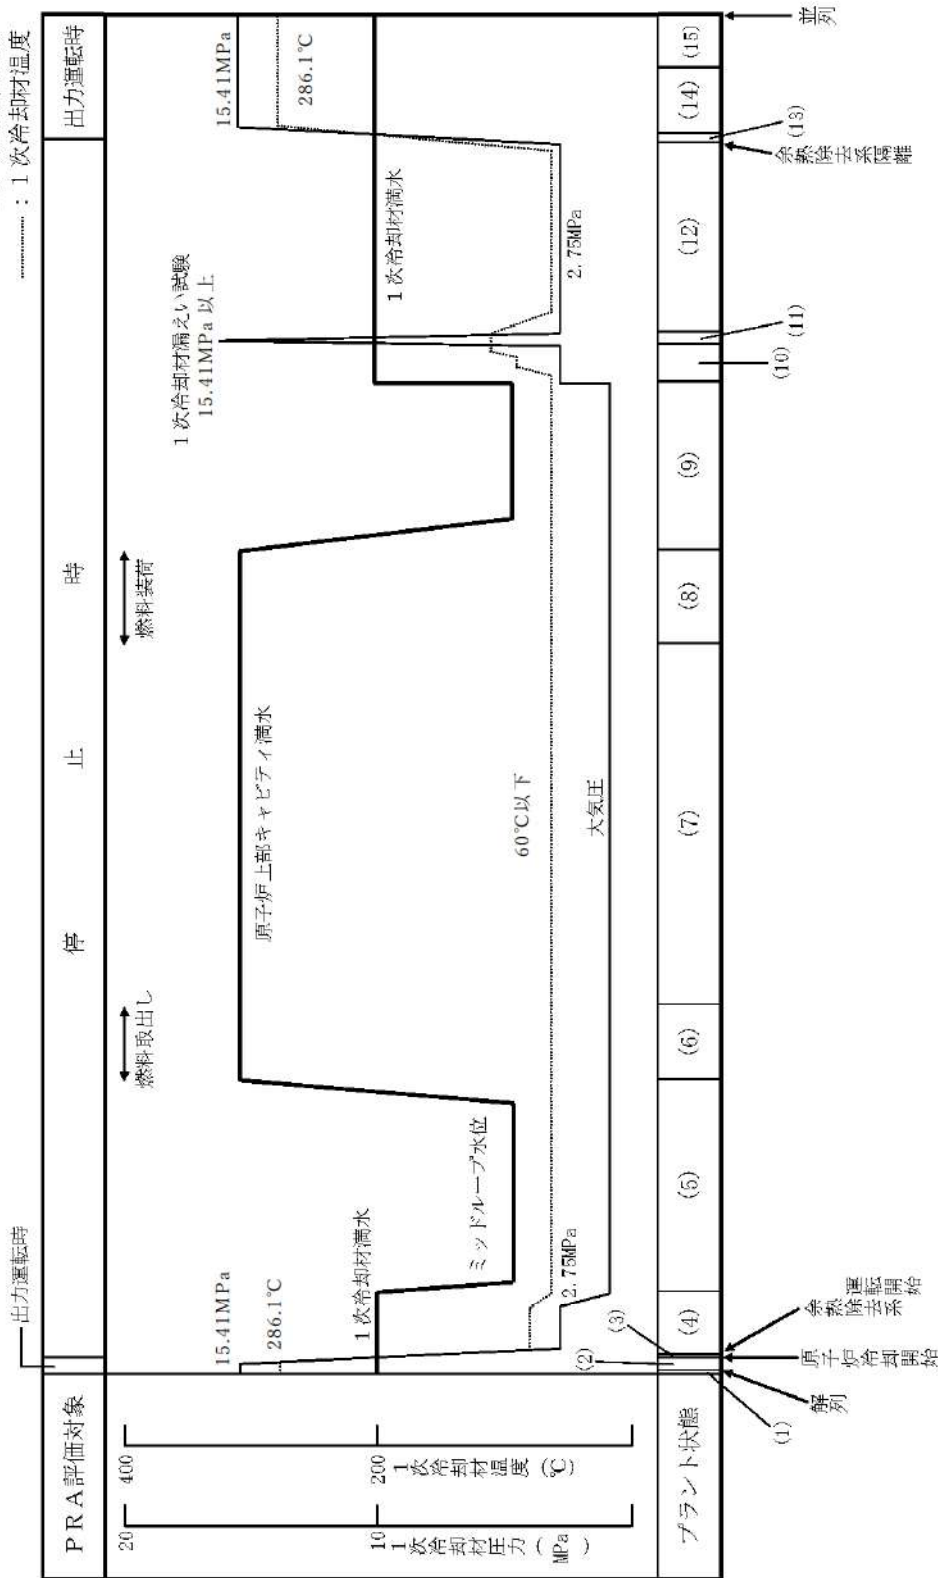 ………… : 1 次冷却材温度
PRA評価対象
出力運転時
停 止 時
出力運転時
20
10
1次冷却材圧力(MPa)
400
200
1次冷却材温度(℃)
燃料取出し
燃料装荷
15.41MPa
286.1℃
1 次冷却材満水
2.75MPa
ミッドループ水位
原子炉上部キャビティ満水
60℃以下
大気圧
1 次冷却材漏えい試験
15.41MPa 以上
1 次冷却材満水
2.75MPa
15.41MPa
286.1℃
プラント状態
(1)
(2)
(3)
(4)
(5)
(6)
(7)
(8)
(9)
(10)
(11)
(12)
(13)
(14)
(15)
解列
原子炉冷却開始
余熱除去系
運転開始
余熱除去系隔離
並列